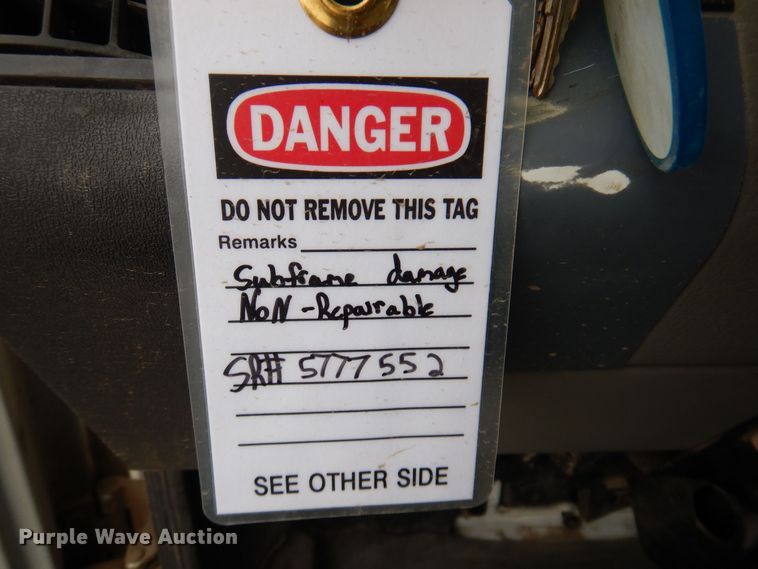 DANGER
DO NOT REMOVE THIS TAG
Remarks
Subframe damage
NoN-Repairable
SR# 5777552
SEE OTHER SIDE
Purple Wave Auction®